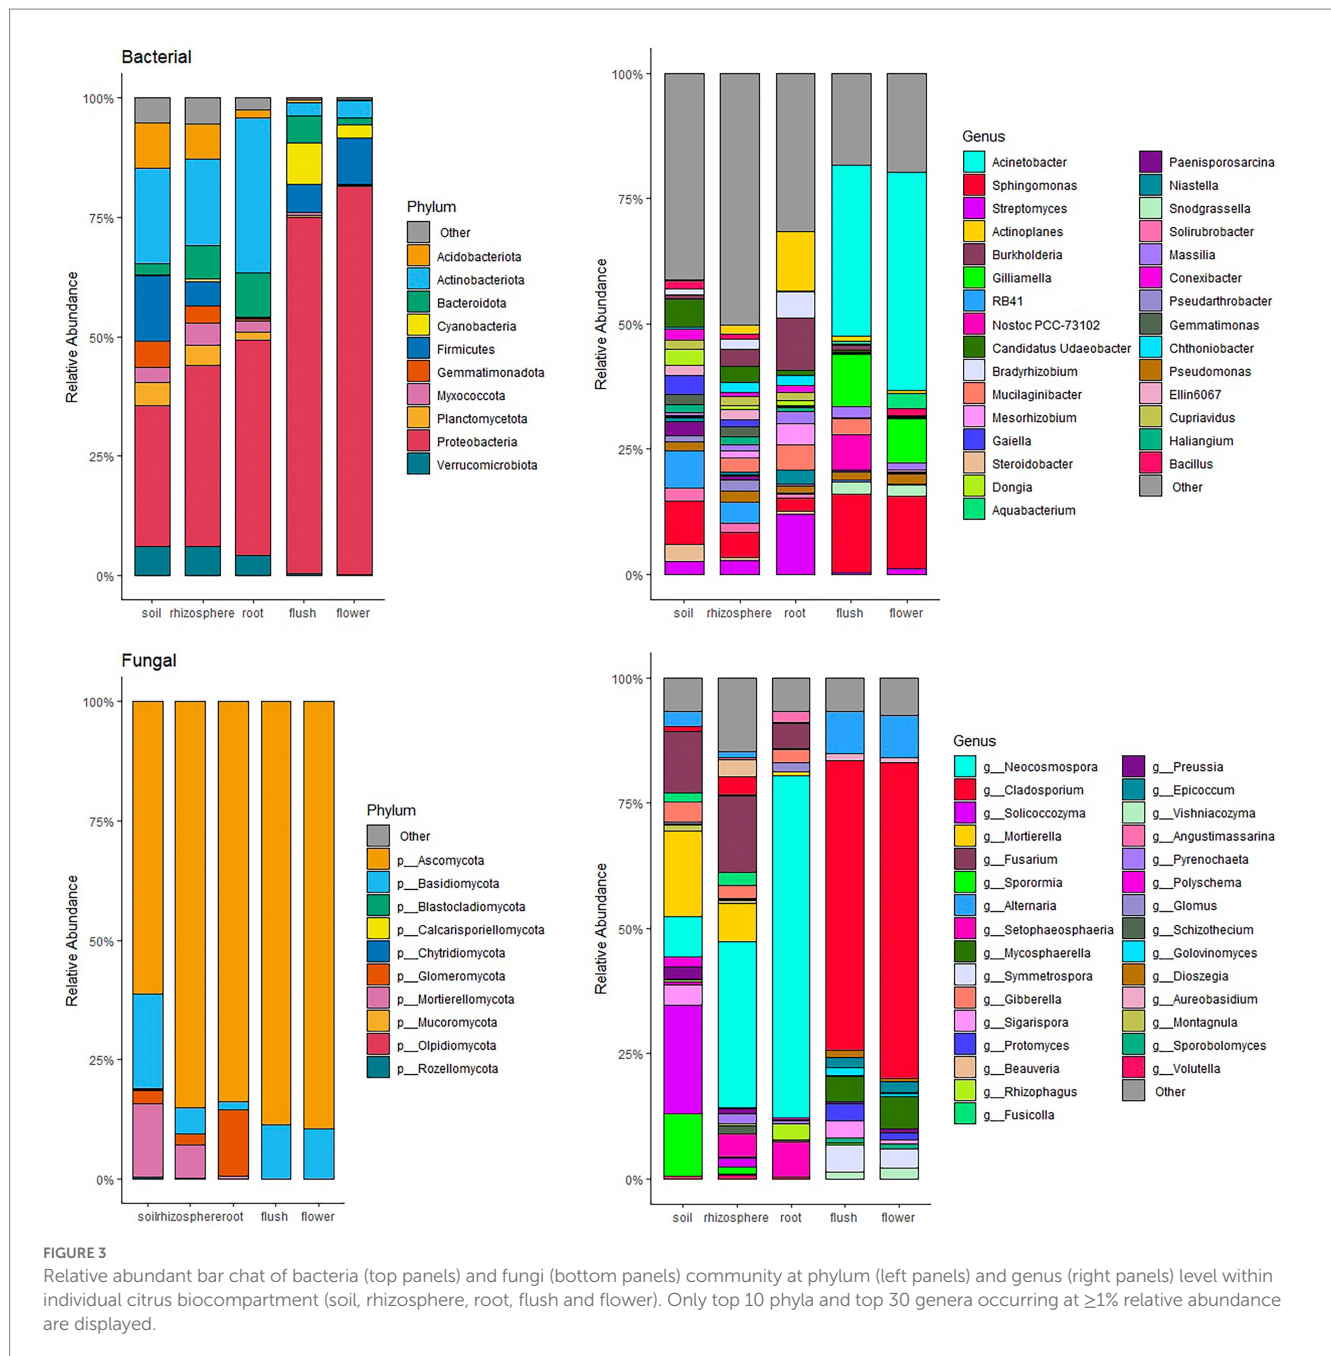 Bacterial
100%
75%
50%
25%
0%
Relative Abundance
soil rhizosphere root flush flower
Phylum
Other
Acidobacteriota
Actinobacteriota
Bacteroidota
Cyanobacteria
Firmicutes
Gemmatimonadota
Myxococcota
Planctomycetota
Proteobacteria
Verrucomicrobiota
100%
75%
50%
25%
0%
Relative Abundance
soil rhizosphere root flush flower
Genus
Acinetobacter
Sphingomonas
Streptomyces
Actinoplanes
Burkholderia
Gilliamella
RB41
Nostoc PCC-73102
Candidatus Udaeobacter
Bradyrhizobium
Mucilaginibacter
Mesorhizobium
Gaiella
Steroidobacter
Dongia
Aquabacterium
Paenisporosarcina
Niastella
Snodgrassella
Solirubrobacter
Massilia
Conexibacter
Pseudarthrobacter
Gemmatimonas
Chthoniobacter
Pseudomonas
Ellin6067
Cupriavidus
Haliangium
Bacillus
Other
Fungal
100%
75%
50%
25%
0%
Relative Abundance
soil rhizosphere root flush flower
Phylum
Other
p__Ascomycota
p__Basidiomycota
p__Blastocladiomycota
p__Calcarisporiellomycota
p__Chytridiomycota
p__Glomeromycota
p__Mortierellomycota
p__Mucoromycota
p__Olpidiomycota
p__Rozellomycota
100%
75%
50%
25%
0%
Relative Abundance
soil rhizosphere root flush flower
Genus
g__Neocosmospora
g__Cladosporium
g__Solicoccozyma
g__Mortierella
g__Fusarium
g__Sporormia
g__Alternaria
g__Setophaeosphaeria
g__Mycosphaerella
g__Symmetrospora
g__Gibberella
g__Sigarispora
g__Protomyces
g__Beauveria
g__Rhizophagus
g__Fusicolla
g__Preussia
g__Epicoccum
g__Vishniacozyma
g__Angustimassarina
g__Pyrenochaeta
g__Polyschema
g__Glomus
g__Schizothecium
g__Golovinomyces
g__Dioszegia
g__Aureobasidium
g__Montagnula
g__Sporobolomyces
g__Volutella
Other
FIGURE 3
Relative abundant bar chat of bacteria (top panels) and fungi (bottom panels) community at phylum (left panels) and genus (right panels) level within
individual citrus biocompartment (soil, rhizosphere, root, flush and flower). Only top 10 phyla and top 30 genera occurring at ≥1% relative abundance
are displayed.